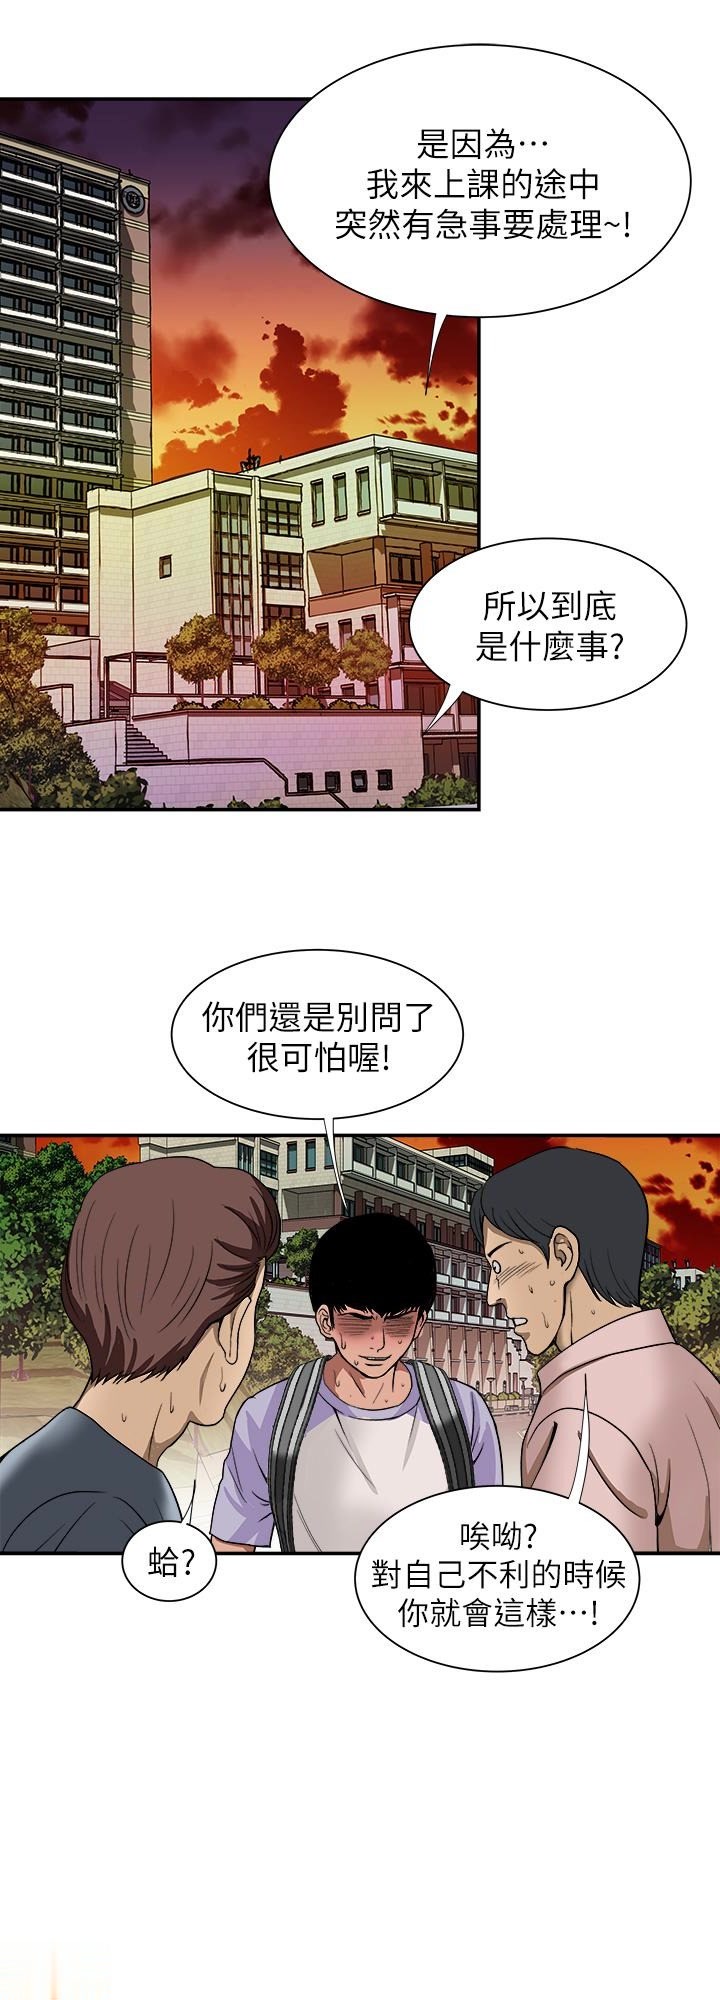 是因為⋯
我來上課的途中
突然有急事要處理~!
所以到底
是什麼事?
你們還是別問了
很可怕喔!
蛤?
唉呦?
對自己不利的時候
你就會這樣⋯!